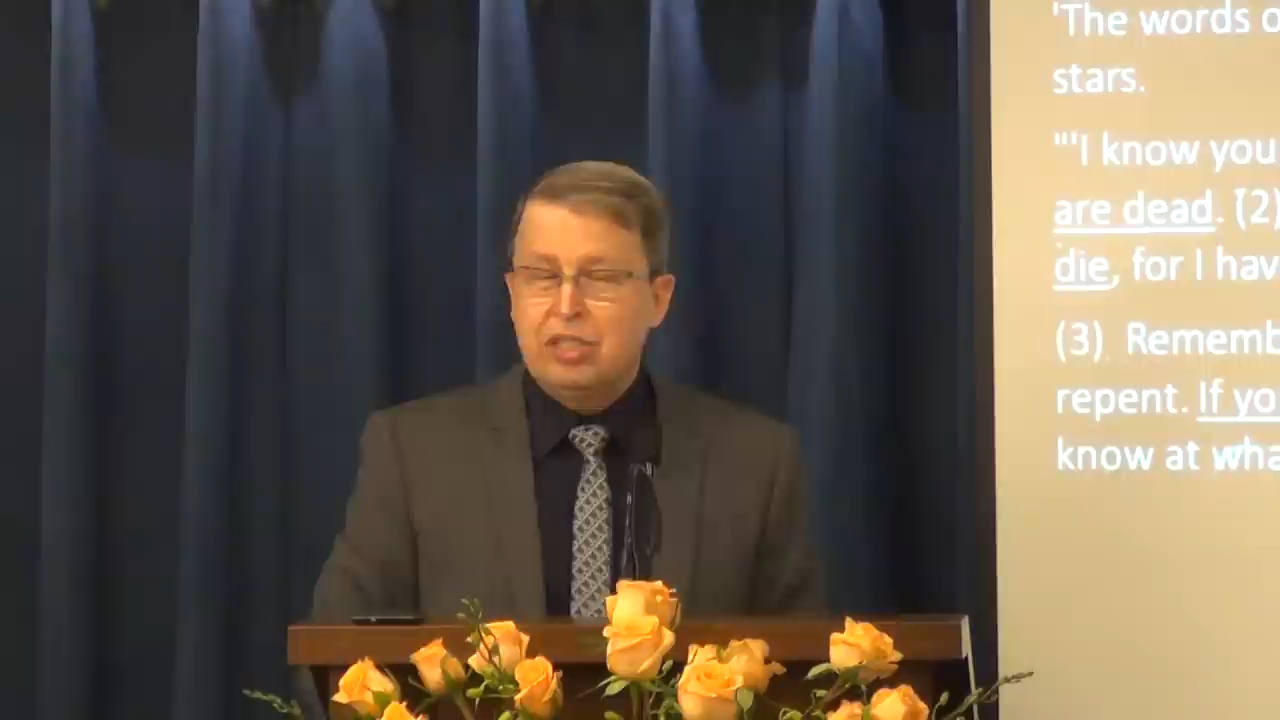 'The words o
stars.
"'I know you
are dead. (2)
die, for I hav
(3) Rememb
repent. If yo
know at wha